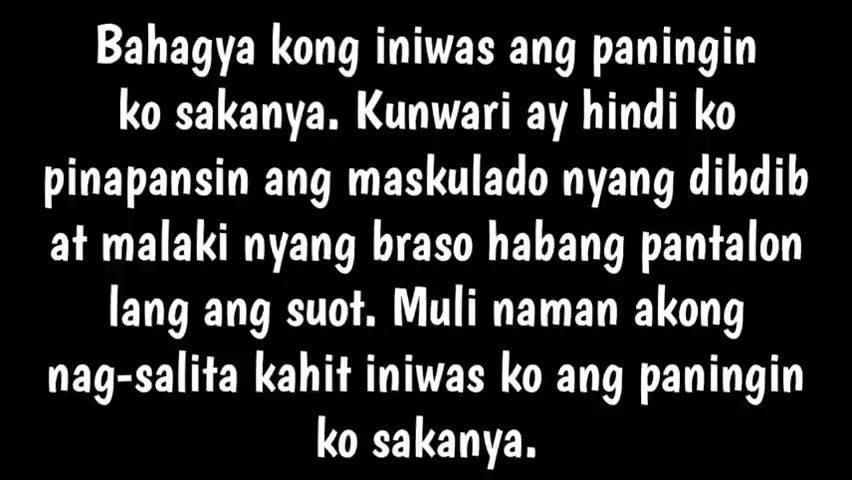 Bahagya kong iniwas ang paningin
ko sakanya. Kunwari ay hindi ko
pinapansin ang maskulado nyang dibdib
at malaki nyang braso habang pantalon
lang ang suot. Muli naman akong
nag-salita kahit iniwas ko ang paningin
ko sakanya.